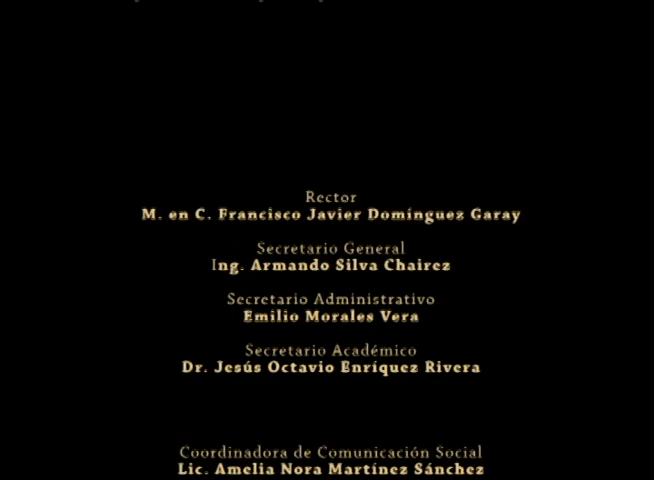 Rector
M. en C. Francisco Javier Domínguez Garay
Secretario General
Ing. Armando Silva Chairez
Secretario Administrativo
Emilio Morales Vera
Secretario Académico
Dr. Jesús Octavio Enríquez Rivera
Coordinadora de Comunicación Social
Lic. Amelia Nora Martínez Sánchez